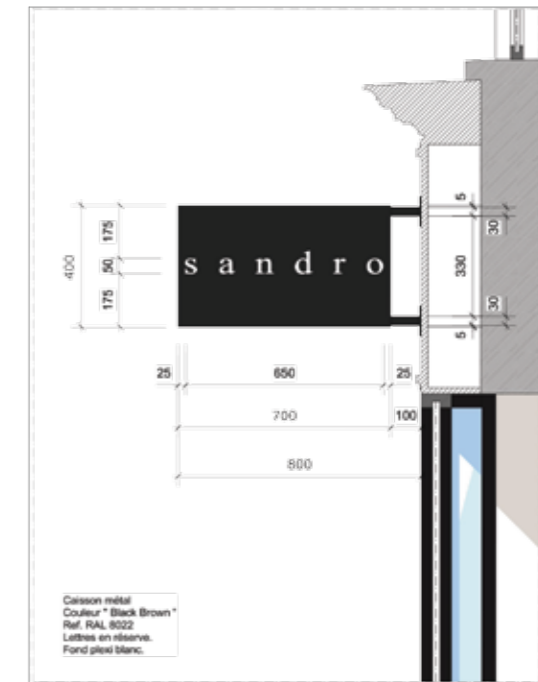 5
30
175
50
175
400
s a n d r o
330
30
5
25
650
25
700
100
800
Caisson métal
Couleur " Black Brown "
Ref. RAL 8022
Lettres en réserve.
Fond plexi blanc.